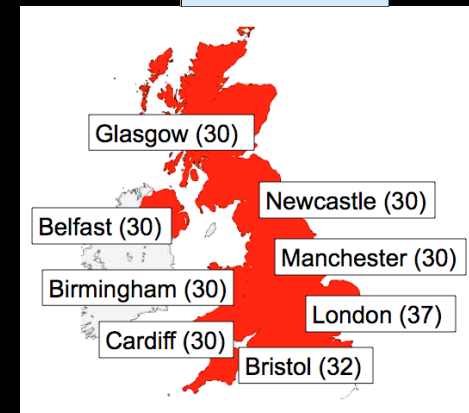 Glasgow (30)
Newcastle (30)
Belfast (30)
Manchester (30)
Birmingham (30)
London (37)
Cardiff (30)
Bristol (32)